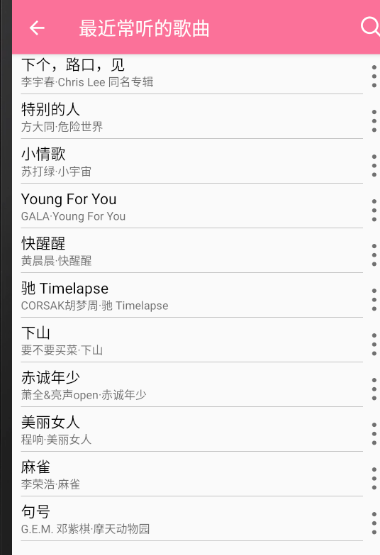 最近常听的歌曲
下个，路口，见
李宇春·Chris Lee 同名专辑
特别的人
方大同·危险世界
小情歌
苏打绿·小宇宙
Young For You
GALA·Young For You
快醒醒
黄晨晨·快醒醒
驰 Timelapse
CORSAK胡梦周·驰 Timelapse
下山
要不要买菜·下山
赤诚年少
萧全&亮声open·赤诚年少
美丽女人
程响·美丽女人
麻雀
李荣浩·麻雀
句号
G.E.M. 邓紫棋·摩天动物园